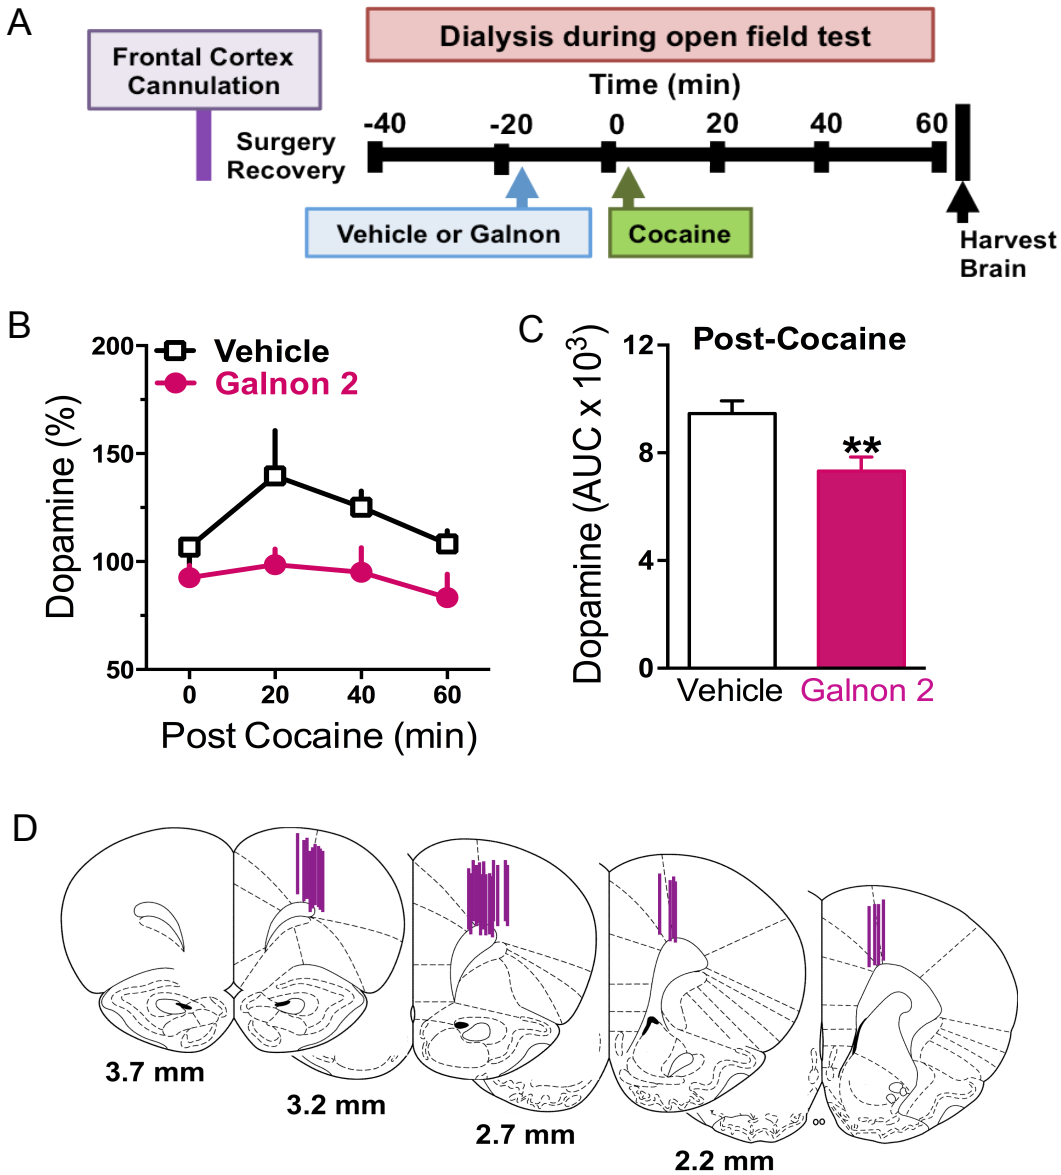 A
Dialysis during open field test
Frontal Cortex
Cannulation
Time (min)
-40 -20 0 20 40 60
Surgery
Recovery
Vehicle or Galnon
Cocaine
Harvest
Brain
B
Vehicle
Galnon 2
Dopamine (%)
200
150
100
50
0 20 40 60
Post Cocaine (min)
C
Post-Cocaine
Dopamine (AUC x 10³)
12
8
4
0
**
Vehicle Galnon 2
D
3.7 mm
3.2 mm
2.7 mm
2.2 mm